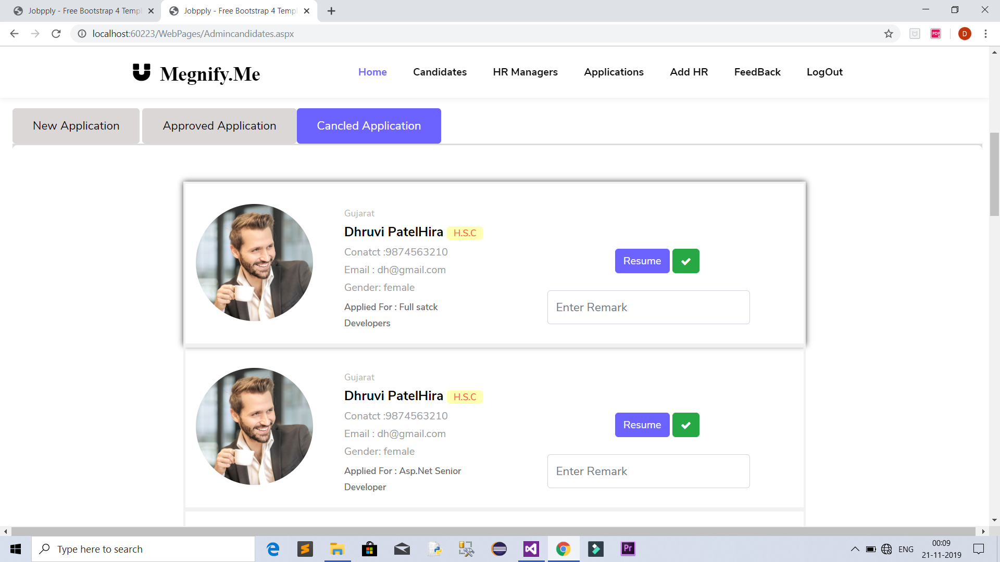 Jobpply - Free Bootstrap 4 Templ
Jobpply - Free Bootstrap 4 Templ
localhost:60223/WebPages/Admincandidates.aspx
PDF
D
Megnify.Me
Home
Candidates
HR Managers
Applications
Add HR
FeedBack
LogOut
New Application
Approved Application
Cancled Application
Gujarat
Dhruvi PatelHira H.S.C
Conatct :9874563210
Email : dh@gmail.com
Gender: female
Applied For : Full satck
Developers
Resume
Enter Remark
Gujarat
Dhruvi PatelHira H.S.C
Conatct :9874563210
Email : dh@gmail.com
Gender: female
Applied For : Asp.Net Senior
Developer
Resume
Enter Remark
Type here to search
Pr
ENG
00:09
21-11-2019